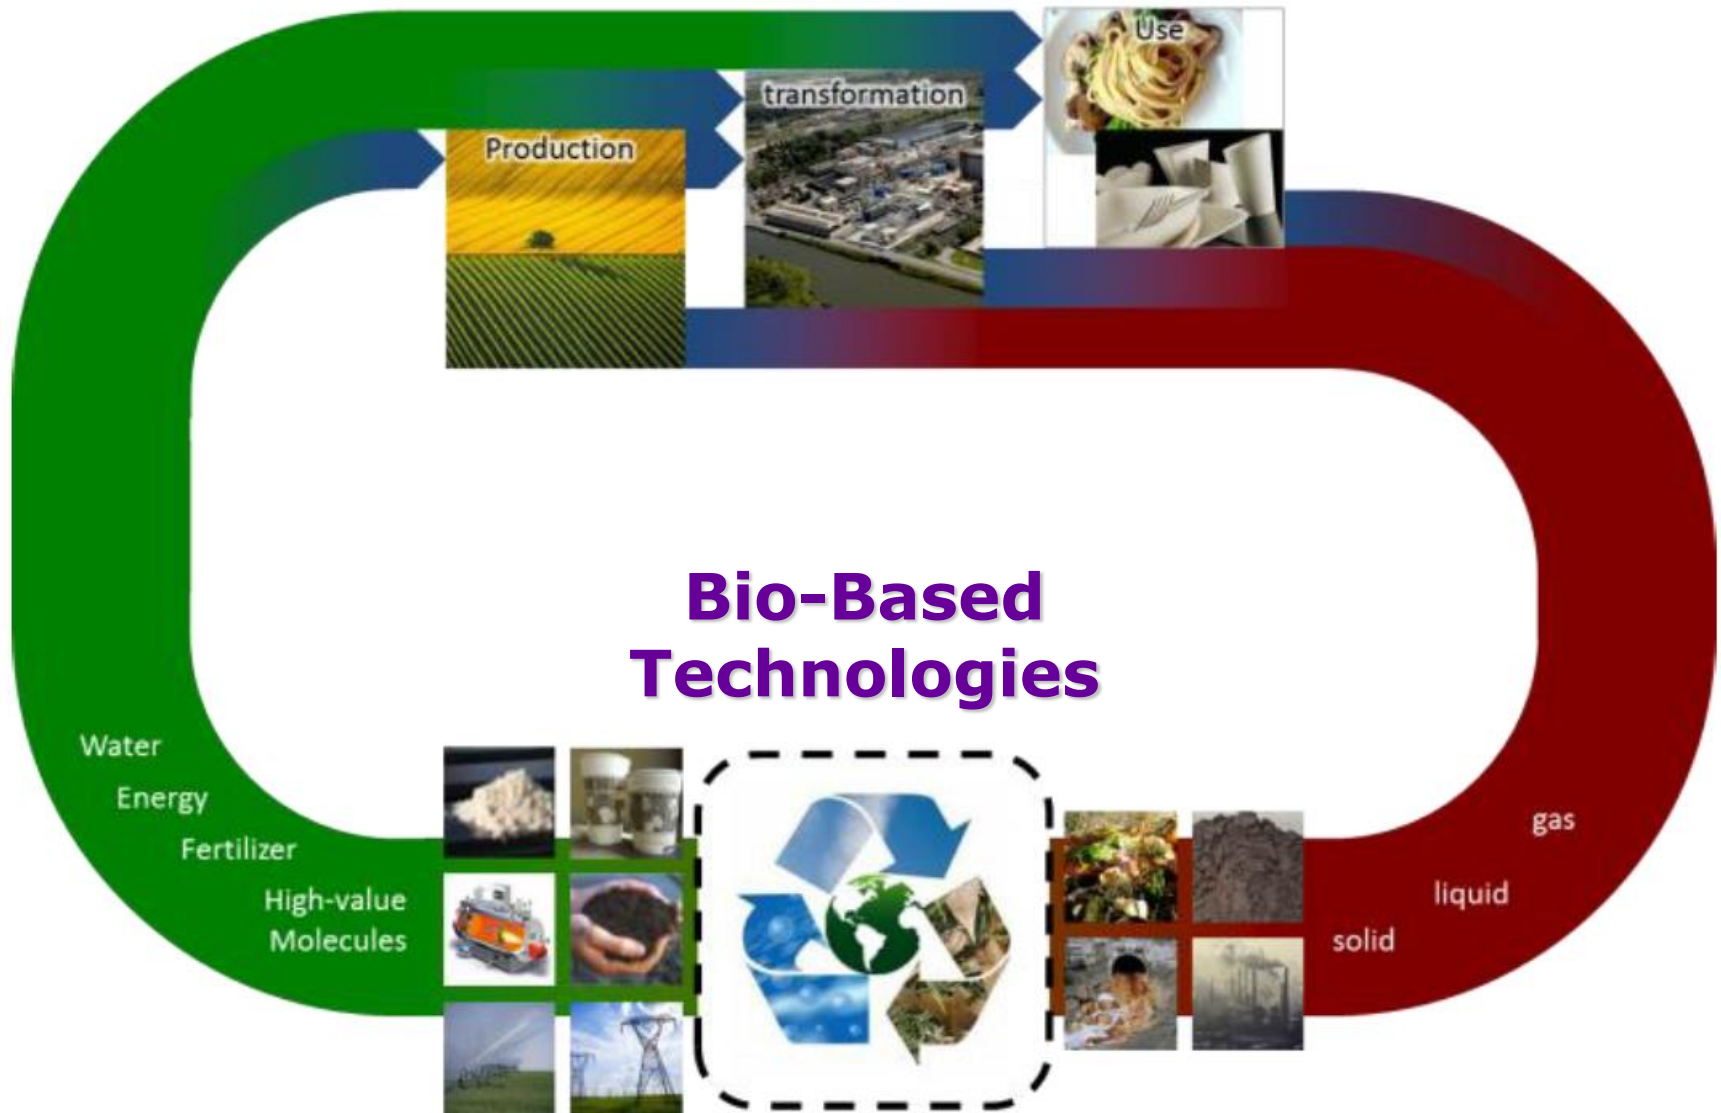 Use
transformation
Production
Bio-Based
Technologies
Water
Energy
Fertilizer
High-value
Molecules
gas
liquid
solid